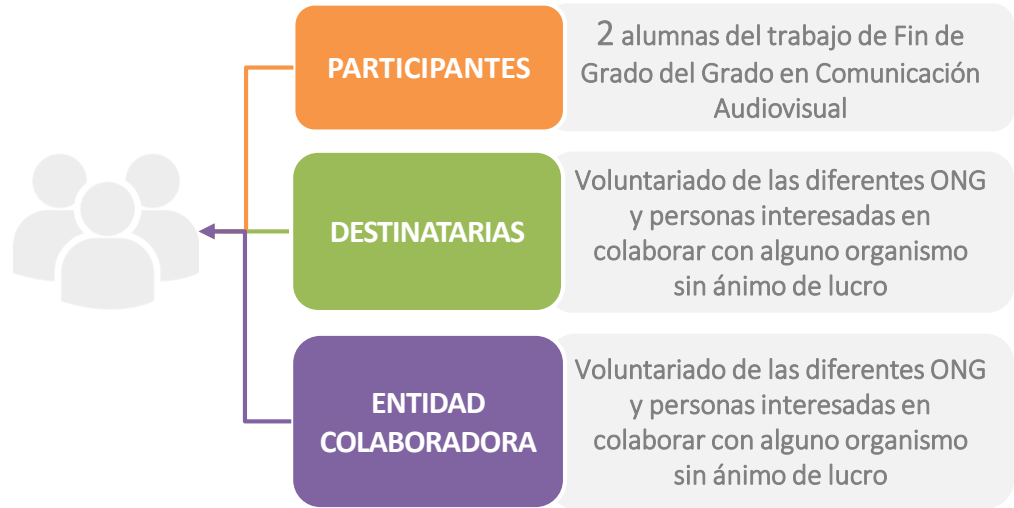 PARTICIPANTES
2 alumnas del trabajo de Fin de
Grado del Grado en Comunicación
Audiovisual
DESTINATARIAS
Voluntariado de las diferentes ONG
y personas interesadas en
colaborar con alguno organismo
sin ánimo de lucro
ENTIDAD
COLABORADORA
Voluntariado de las diferentes ONG
y personas interesadas en
colaborar con alguno organismo
sin ánimo de lucro